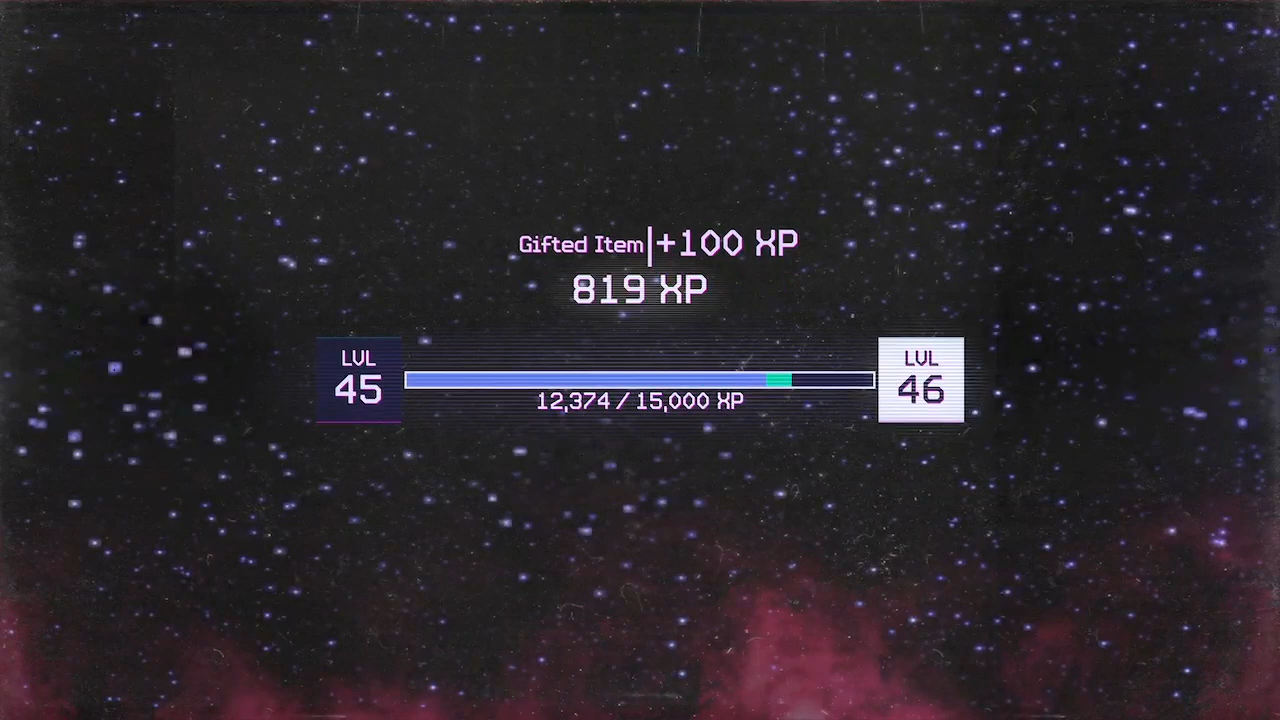 Gifted Item|+100 XP
819 XP
LVL
45
12,374 / 15,000 XP
LVL
46